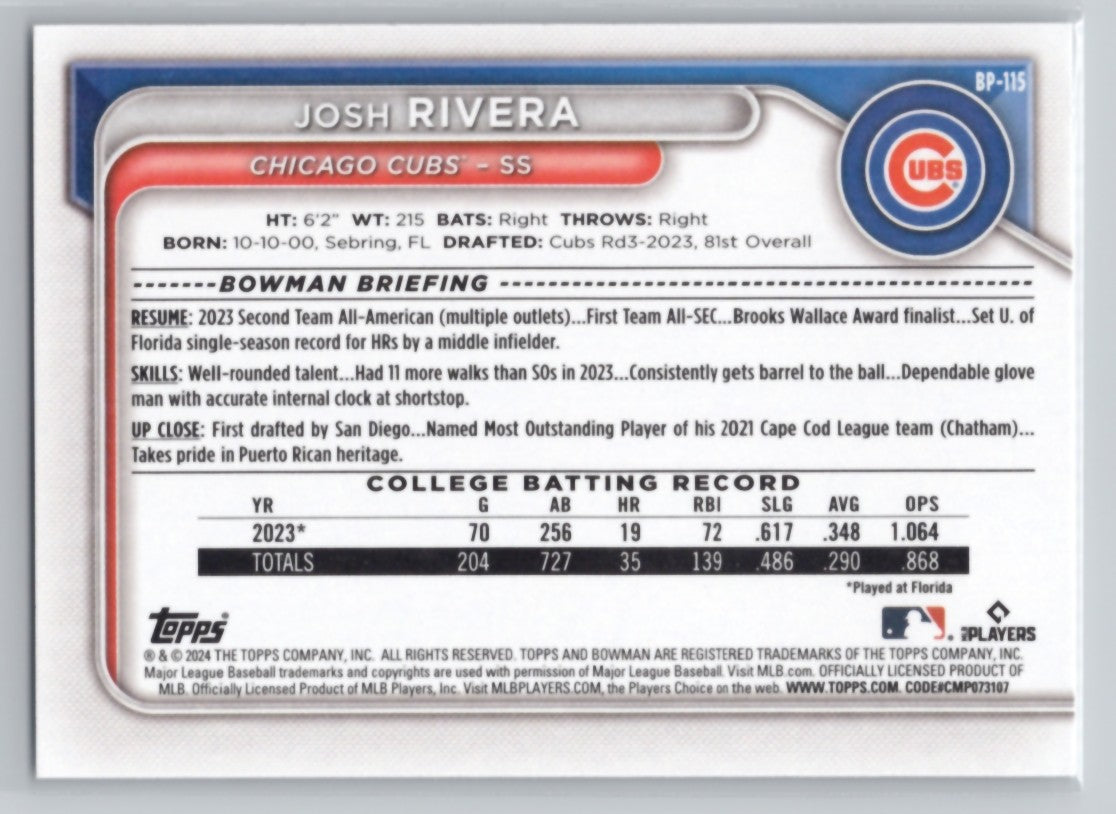 BP-115
JOSH RIVERA
CHICAGO CUBS - SS
CUBS
HT: 6'2" WT: 215 BATS: Right THROWS: Right
BORN: 10-10-00, Sebring, FL DRAFTED: Cubs Rd3-2023, 81st Overall
BOWMAN BRIEFING
RESUME: 2023 Second Team All-American (multiple outlets)...First Team All-SEC...Brooks Wallace Award finalist...Set U. of
Florida single-season record for HRs by a middle infielder.
SKILLS: Well-rounded talent...Had 11 more walks than SOs in 2023...Consistently gets barrel to the ball...Dependable glove
man with accurate internal clock at shortstop.
UP CLOSE: First drafted by San Diego...Named Most Outstanding Player of his 2021 Cape Cod League team (Chatham)...
Takes pride in Puerto Rican heritage.
COLLEGE BATTING RECORD
YR G AB HR RBI SLG AVG OPS
2023* 70 256 19 72 .617 .348 1.064
TOTALS 204 727 35 139 .486 .290 .868
*Played at Florida
Topps
MLB PLAYERS
® & © 2024 THE TOPPS COMPANY, INC. ALL RIGHTS RESERVED. TOPPS AND BOWMAN ARE REGISTERED TRADEMARKS OF THE TOPPS COMPANY, INC.
Major League Baseball trademarks and copyrights are used with permission of Major League Baseball. Visit MLB.com. OFFICIALLY LICENSED PRODUCT OF
MLB. Officially Licensed Product of MLB Players, Inc. Visit MLBPLAYERS.COM, the Players Choice on the web. WWW.TOPPS.COM. CODE#CMP073107